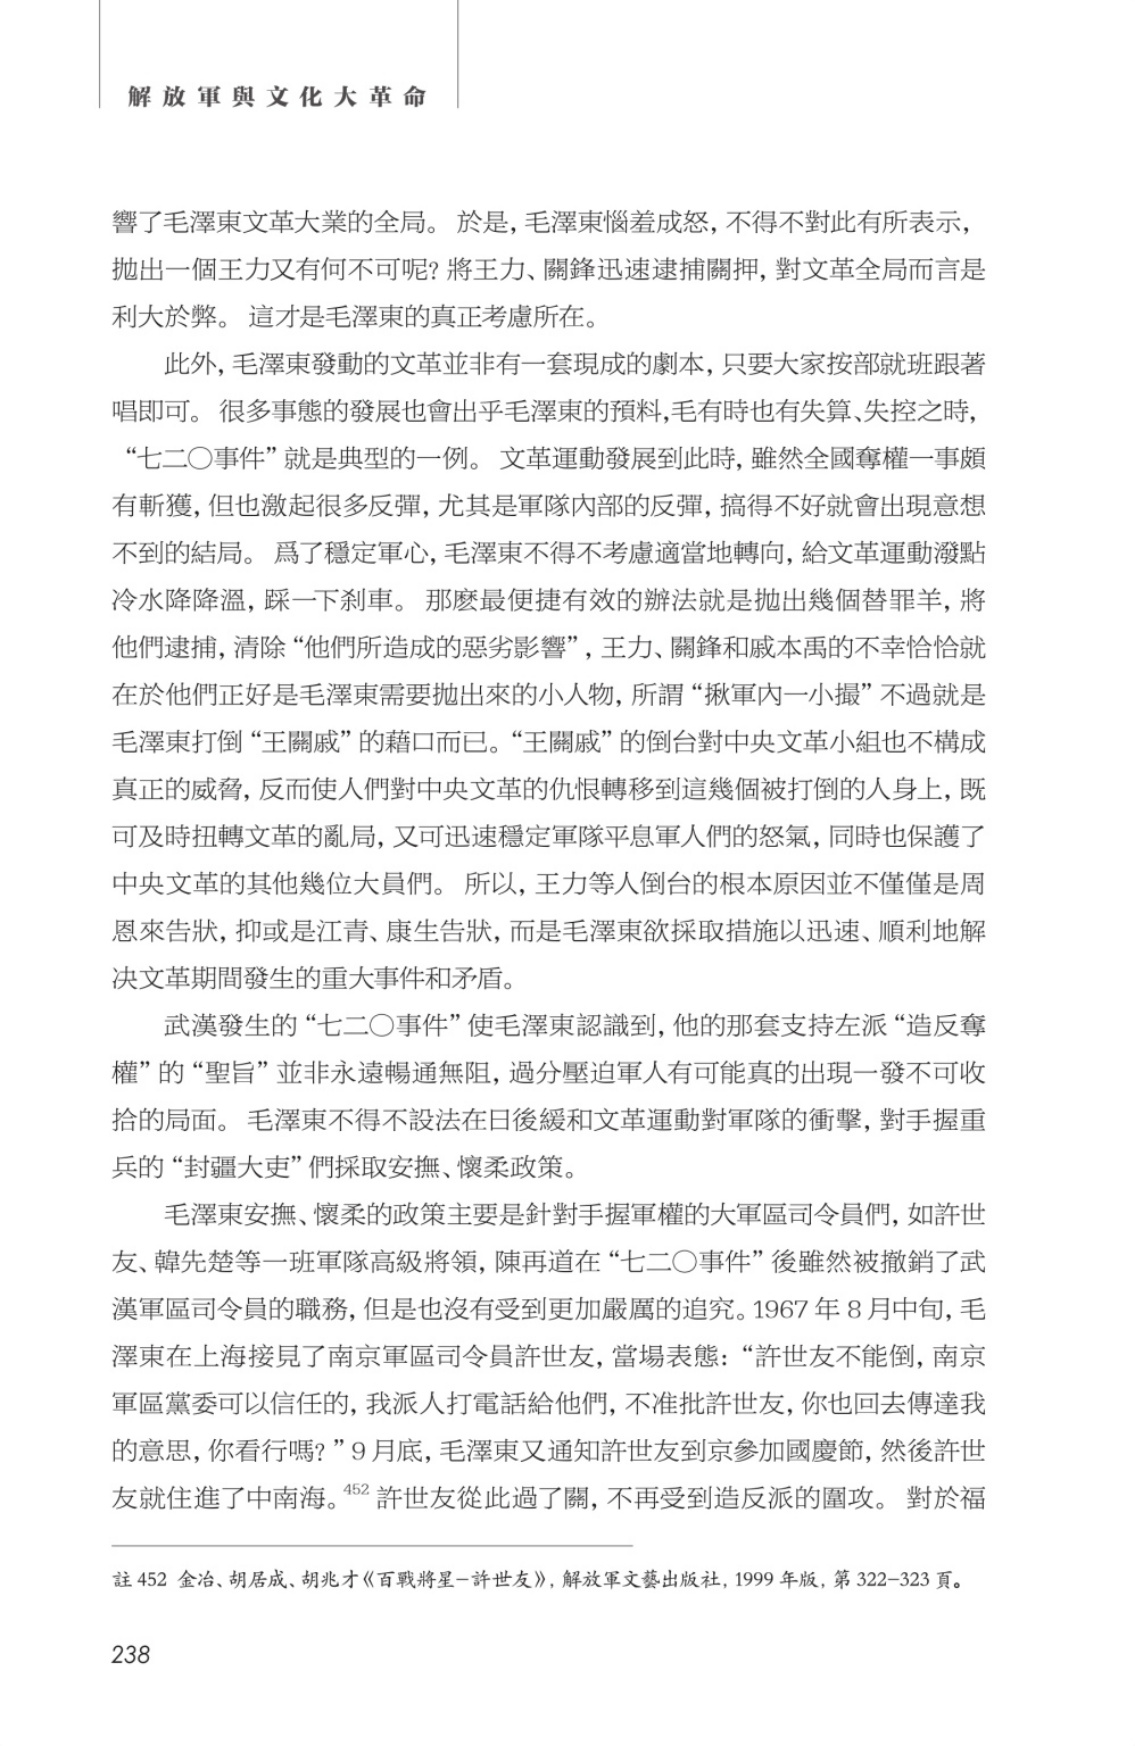 解放軍與文化大革命
響了毛澤東文革大業的全局。 於是, 毛澤東惱羞成怒, 不得不對此有所表示,
拋出一個王力又有何不可呢? 將王力、關鋒迅速逮捕關押, 對文革全局而言是
利大於弊。 這才是毛澤東的真正考慮所在。
此外, 毛澤東發動的文革並非有一套現成的劇本, 只要大家按部就班跟著
唱即可。 很多事態的發展也會出乎毛澤東的預料,毛有時也有失算、失控之時,
“七二〇事件” 就是典型的一例。 文革運動發展到此時, 雖然全國奪權一事頗
有斬獲, 但也激起很多反彈, 尤其是軍隊內部的反彈, 搞得不好就會出現意想
不到的結局。 爲了穩定軍心, 毛澤東不得不考慮適當地轉向, 給文革運動潑點
冷水降降溫, 踩一下刹車。 那麽最便捷有效的辦法就是拋出幾個替罪羊, 將
他們逮捕, 清除 “他們所造成的惡劣影響” , 王力、關鋒和戚本禹的不幸恰恰就
在於他們正好是毛澤東需要拋出來的小人物, 所謂 “揪軍內一小撮” 不過就是
毛澤東打倒 “王關戚” 的藉口而已。“王關戚” 的倒台對中央文革小組也不構成
真正的威脅, 反而使人們對中央文革的仇恨轉移到這幾個被打倒的人身上, 既
可及時扭轉文革的亂局, 又可迅速穩定軍隊平息軍人們的怒氣, 同時也保護了
中央文革的其他幾位大員們。 所以, 王力等人倒台的根本原因並不僅僅是周
恩來告狀, 抑或是江青、康生告狀, 而是毛澤東欲採取措施以迅速、順利地解
决文革期間發生的重大事件和矛盾。
武漢發生的 “七二〇事件” 使毛澤東認識到, 他的那套支持左派 “造反奪
權” 的 “聖旨” 並非永遠暢通無阻, 過分壓迫軍人有可能真的出現一發不可收
拾的局面。 毛澤東不得不設法在日後緩和文革運動對軍隊的衝擊, 對手握重
兵的 “封疆大吏” 們採取安撫、懷柔政策。
毛澤東安撫、懷柔的政策主要是針對手握軍權的大軍區司令員們, 如許世
友、韓先楚等一班軍隊高級將領, 陳再道在 “七二〇事件” 後雖然被撤銷了武
漢軍區司令員的職務, 但是也沒有受到更加嚴厲的追究。1967 年 8 月中旬, 毛
澤東在上海接見了南京軍區司令員許世友, 當場表態: “許世友不能倒, 南京
軍區黨委可以信任的, 我派人打電話給他們, 不准批許世友, 你也回去傳達我
的意思, 你看行嗎? ” 9 月底, 毛澤東又通知許世友到京參加國慶節, 然後許世
友就住進了中南海。452 許世友從此過了關, 不再受到造反派的圍攻。 對於福
註 452 金冶、胡居成、胡兆才《百戰將星–許世友》, 解放軍文藝出版社, 1999 年版, 第 322–323 頁。
238